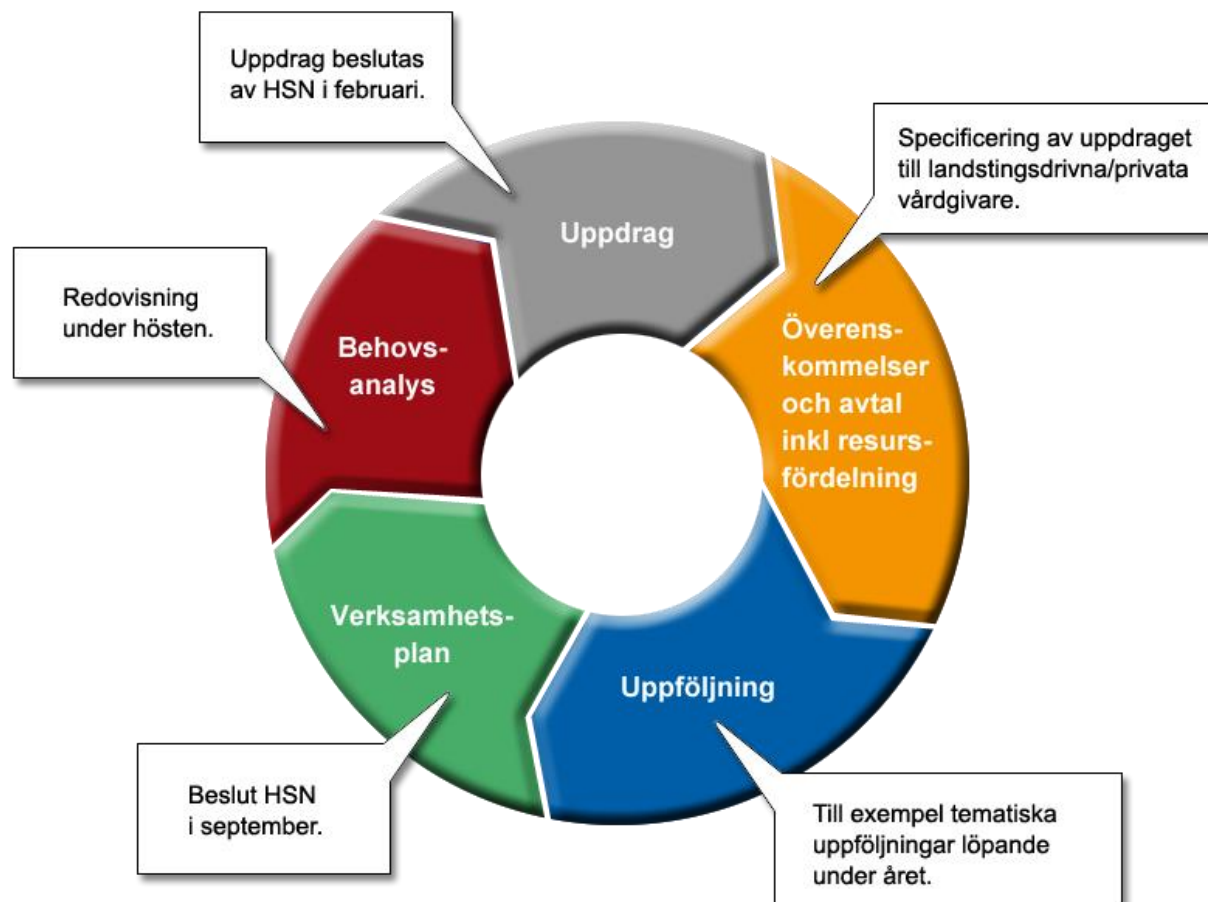 Uppdrag beslutas
av HSN i februari.
Uppdrag
Specificering av uppdraget
till landstingsdrivna/privata
vårdgivare.
Överens-
kommelser
och avtal
inkl resurs-
fördelning
Uppföljning
Till exempel tematiska
uppföljningar löpande
under året.
Verksamhets-
plan
Beslut HSN
i september.
Behovs-
analys
Redovisning
under hösten.